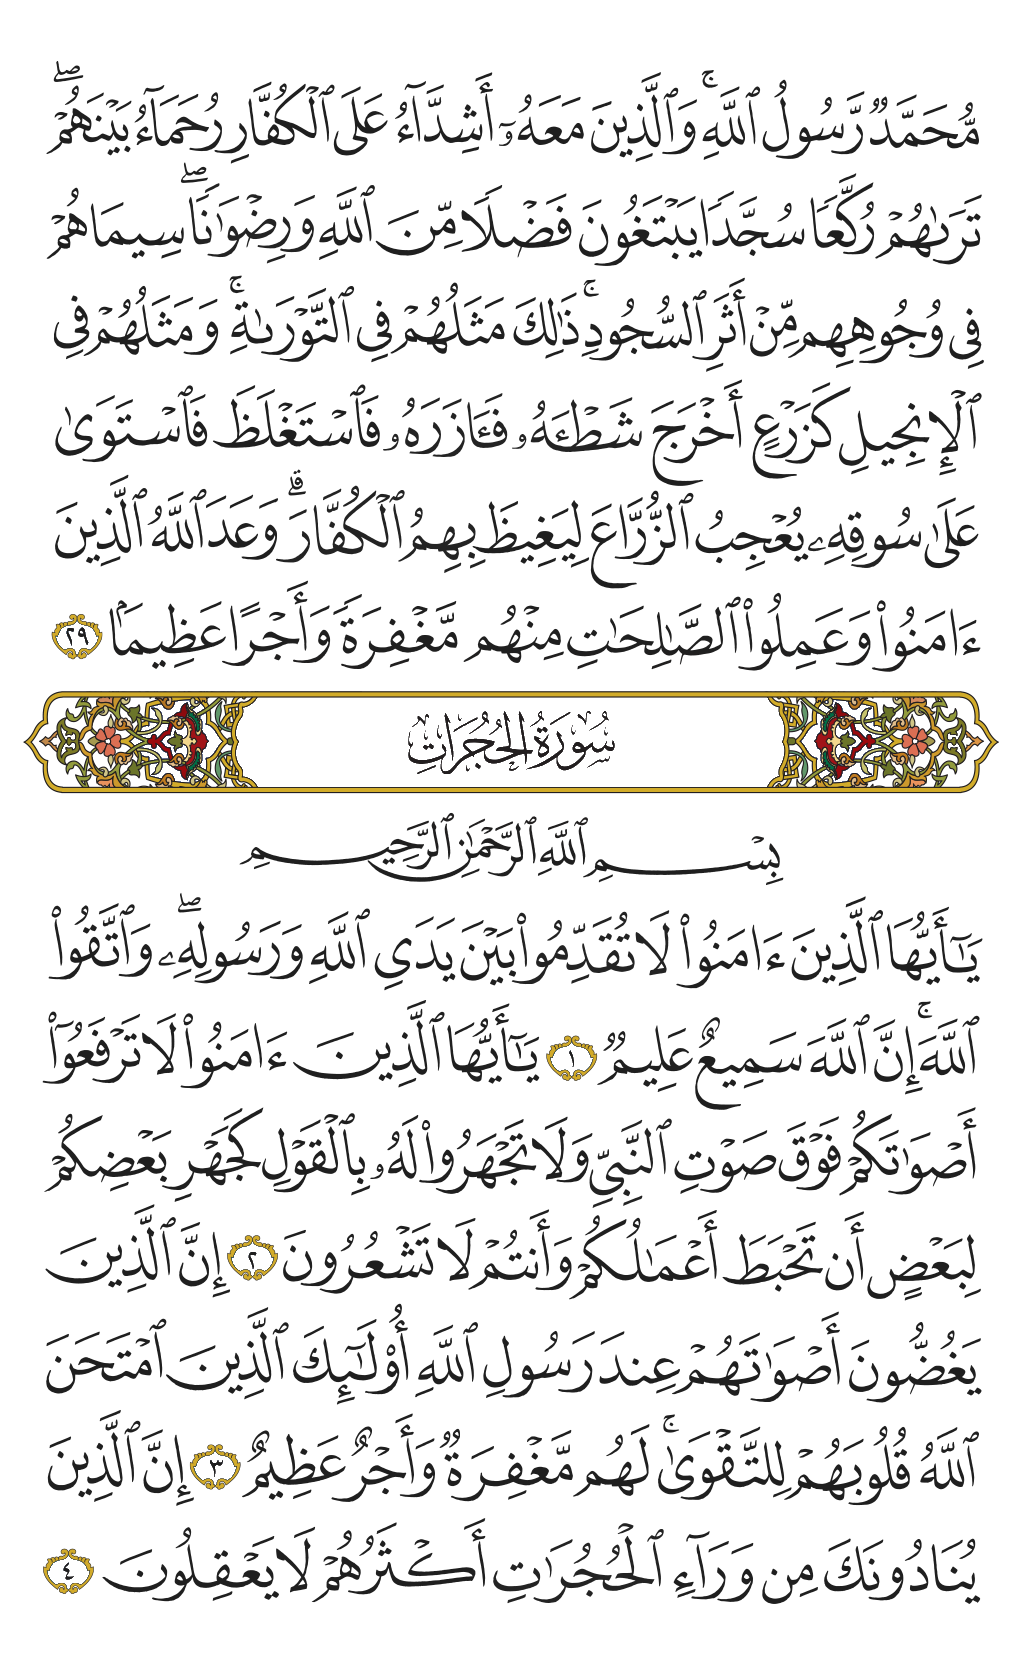 مُّحَمَّدٌ رَّسُولُ ٱللَّهِۚ وَٱلَّذِينَ مَعَهُۥٓ أَشِدَّآءُ عَلَى ٱلْكُفَّارِ رُحَمَآءُ بَيْنَهُمْۖ
تَرَىٰهُمْ رُكَّعًا سُجَّدًا يَبْتَغُونَ فَضْلًا مِّنَ ٱللَّهِ وَرِضْوَٰنًاۖ سِيمَاهُمْ
فِى وُجُوهِهِم مِّنْ أَثَرِ ٱلسُّجُودِۚ ذَٰلِكَ مَثَلُهُمْ فِى ٱلتَّوْرَىٰةِۚ وَمَثَلُهُمْ فِى
ٱلْإِنجِيلِ كَزَرْعٍ أَخْرَجَ شَطْـَٔهُۥ فَـَٔازَرَهُۥ فَٱسْتَغْلَظَ فَٱسْتَوَىٰ
عَلَىٰ سُوقِهِۦ يُعْجِبُ ٱلزُّرَّاعَ لِيَغِيظَ بِهِمُ ٱلْكُفَّارَۗ وَعَدَ ٱللَّهُ ٱلَّذِينَ
ءَامَنُوا۟ وَعَمِلُوا۟ ٱلصَّٰلِحَٰتِ مِنْهُم مَّغْفِرَةً وَأَجْرًا عَظِيمًۢا ٢٩
سُورَةُ الحُجُرَاتِ
بِسْمِ ٱللَّهِ ٱلرَّحْمَٰنِ ٱلرَّحِيمِ
يَٰٓأَيُّهَا ٱلَّذِينَ ءَامَنُوا۟ لَا تُقَدِّمُوا۟ بَيْنَ يَدَىِ ٱللَّهِ وَرَسُولِهِۦۖ وَٱتَّقُوا۟
ٱللَّهَۚ إِنَّ ٱللَّهَ سَمِيعٌ عَلِيمٌ ١ يَٰٓأَيُّهَا ٱلَّذِينَ ءَامَنُوا۟ لَا تَرْفَعُوٓا۟
أَصْوَٰتَكُمْ فَوْقَ صَوْتِ ٱلنَّبِىِّ وَلَا تَجْهَرُوا۟ لَهُۥ بِٱلْقَوْلِ كَجَهْرِ بَعْضِكُمْ
لِبَعْضٍ أَن تَحْبَطَ أَعْمَٰلُكُمْ وَأَنتُمْ لَا تَشْعُرُونَ ٢ إِنَّ ٱلَّذِينَ
يَغُضُّونَ أَصْوَٰتَهُمْ عِندَ رَسُولِ ٱللَّهِ أُو۟لَٰٓئِكَ ٱلَّذِينَ ٱمْتَحَنَ
ٱللَّهُ قُلُوبَهُمْ لِلتَّقْوَىٰۚ لَهُم مَّغْفِرَةٌ وَأَجْرٌ عَظِيمٌ ٣ إِنَّ ٱلَّذِينَ
يُنَادُونَكَ مِن وَرَآءِ ٱلْحُجُرَٰتِ أَكْثَرُهُمْ لَا يَعْقِلُونَ ٤